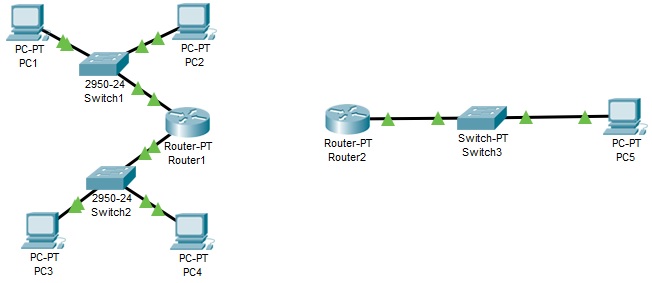 PC-PT
PC1
PC-PT
PC2
2950-24
Switch1
Router-PT
Router1
2950-24
Switch2
PC-PT
PC3
PC-PT
PC4
Router-PT
Router2
Switch-PT
Switch3
PC-PT
PC5